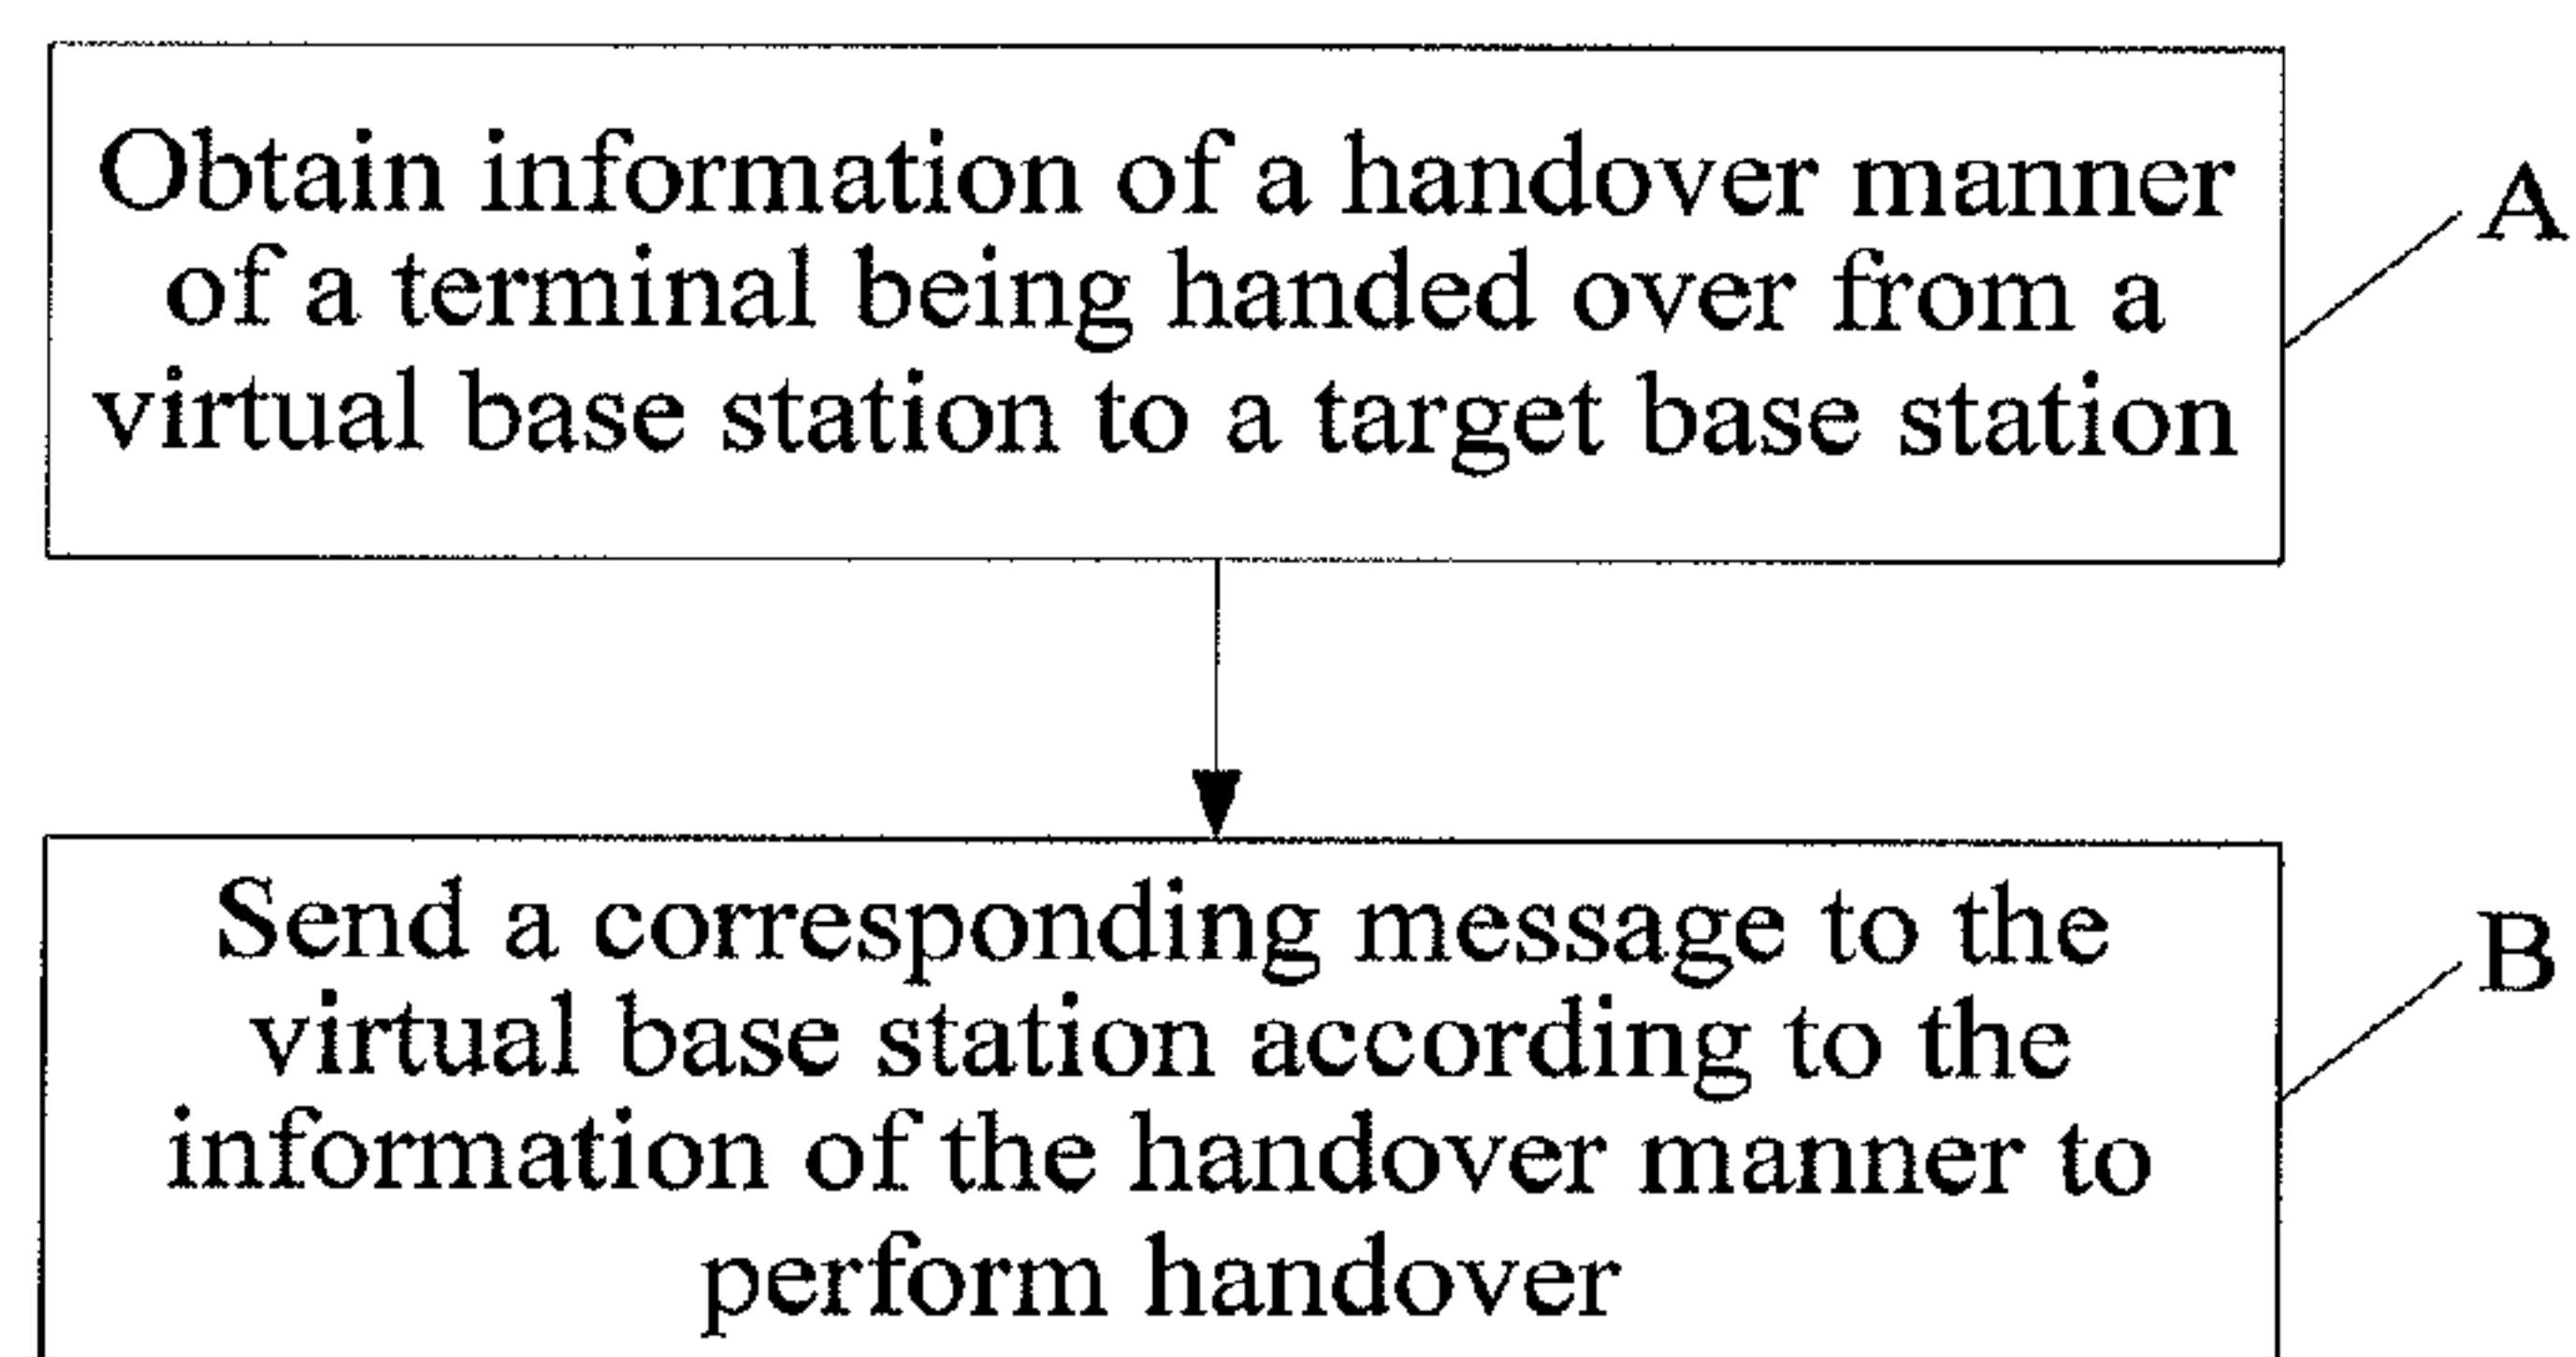 Obtain information of a handover manner
of a terminal being handed over from a
virtual base station to a target base station
A
Send a corresponding message to the
virtual base station according to the
information of the handover manner to
perform handover
B